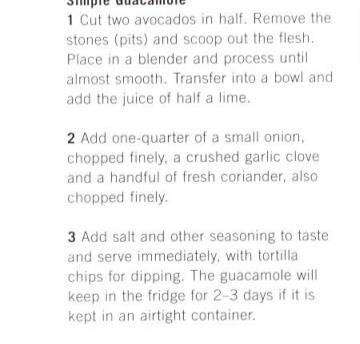 Simple Guacamole
1 Cut two avocados in half. Remove the
stones (pits) and scoop out the flesh.
Place in a blender and process until
almost smooth. Transfer into a bowl and
add the juice of half a lime.
2 Add one-quarter of a small onion,
chopped finely, a crushed garlic clove
and a handful of fresh coriander, also
chopped finely.
3 Add salt and other seasoning to taste
and serve immediately, with tortilla
chips for dipping. The guacamole will
keep in the fridge for 2–3 days if it is
kept in an airtight container.